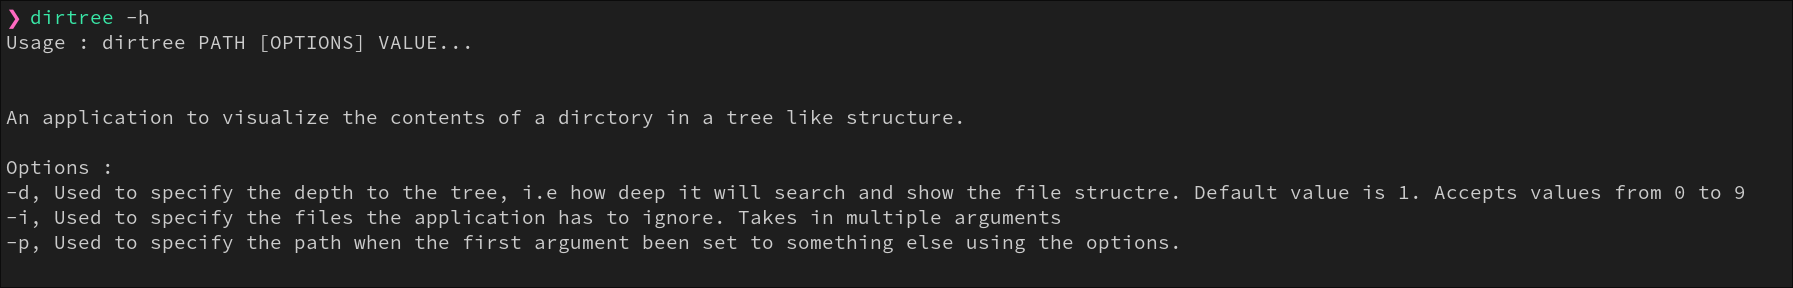 ❯ dirtree -h
Usage : dirtree PATH [OPTIONS] VALUE...
An application to visualize the contents of a dirctory in a tree like structure.
Options :
-d, Used to specify the depth to the tree, i.e how deep it will search and show the file structre. Default value is 1. Accepts values from 0 to 9
-i, Used to specify the files the application has to ignore. Takes in multiple arguments
-p, Used to specify the path when the first argument been set to something else using the options.